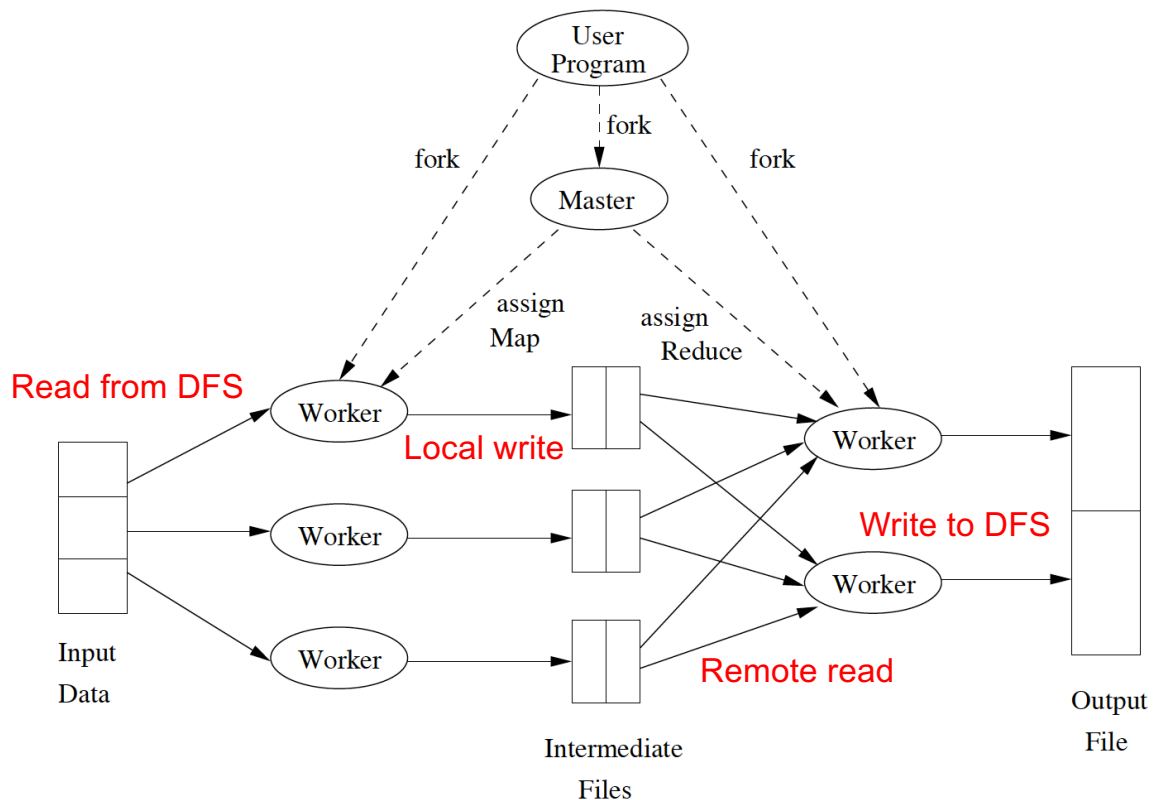 User
Program
fork
fork
fork
Master
assign
Map
assign
Reduce
Read from DFS
Worker
Local write
Worker
Worker
Write to DFS
Worker
Worker
Worker
Remote read
Input
Data
Intermediate
Files
Output
File